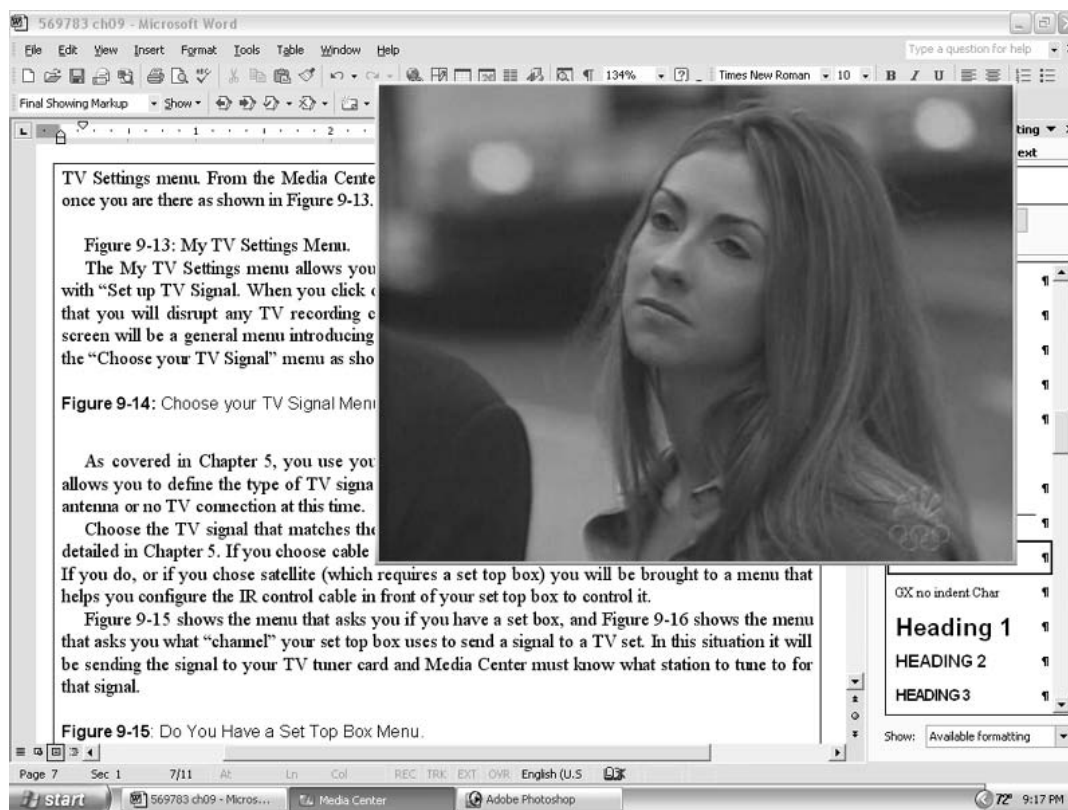 569783 ch09 - Microsoft Word
File Edit View Insert Format Tools Table Window Help
Type a question for help
134%
Times New Roman
10
B I U
Final Showing Markup
Show
1 2
ting
ext
TV Settings menu. From the Media Cente
once you are there as shown in Figure 9-13.
Figure 9-13: My TV Settings Menu.
The My TV Settings menu allows you
with “Set up TV Signal. When you click
that you will disrupt any TV recording c
screen will be a general menu introducing
the “Choose your TV Signal” menu as sho
Figure 9-14: Choose your TV Signal Men
As covered in Chapter 5, you use you
allows you to define the type of TV signa
antenna or no TV connection at this time.
Choose the TV signal that matches the
detailed in Chapter 5. If you choose cable
If you do, or if you chose satellite (which requires a set top box) you will be brought to a menu that
helps you configure the IR control cable in front of your set top box to control it.
Figure 9-15 shows the menu that asks you if you have a set box, and Figure 9-16 shows the menu
that asks you what “channel” your set top box uses to send a signal to a TV set. In this situation it will
be sending the signal to your TV tuner card and Media Center must know what station to tune to for
that signal.
Figure 9-15: Do You Have a Set Top Box Menu.
GX no indent Char ¶
Heading 1 ¶
HEADING 2 ¶
HEADING 3 ¶
Show: Available formatting
Page 7 Sec 1 7/11 At Ln Col REC TRK EXT OVR English (U.S
start
569783 ch09 - Micros...
Media Center
Adobe Photoshop
72° 9:17 PM